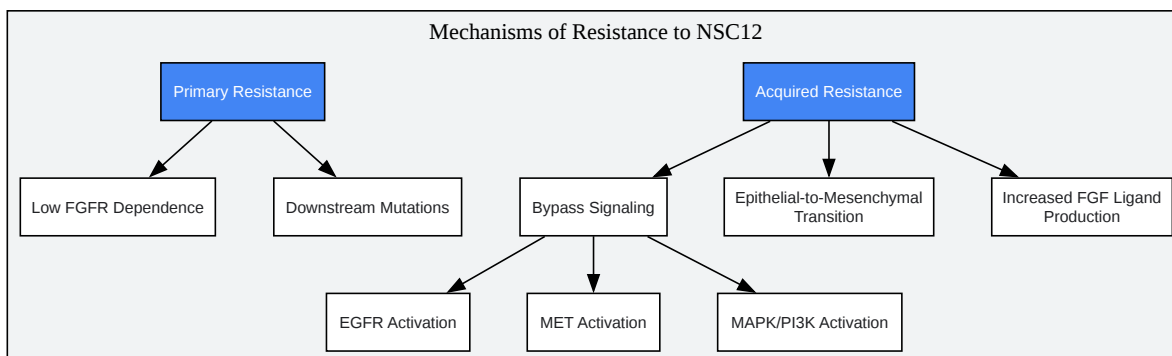 Mechanisms of Resistance to NSC12
Primary Resistance
Acquired Resistance
Low FGFR Dependence
Downstream Mutations
Bypass Signaling
Epithelial-to-Mesenchymal
Transition
Increased FGF Ligand
Production
EGFR Activation
MET Activation
MAPK/PI3K Activation